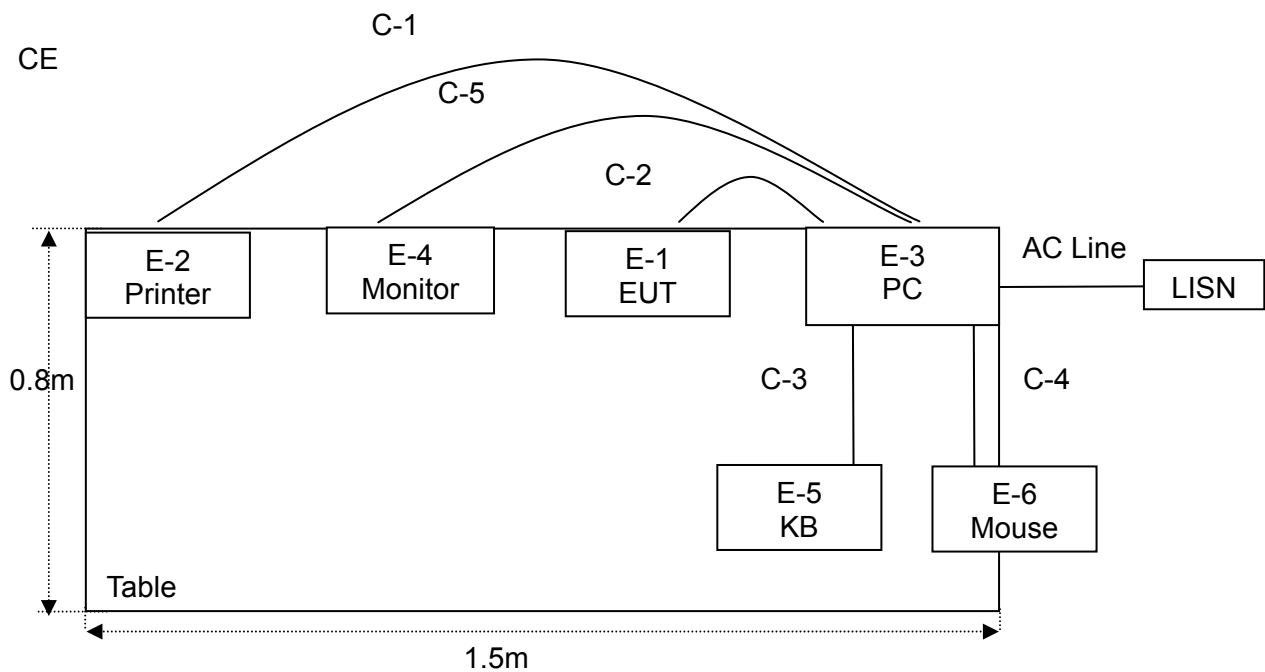 C-1
CE
C-5
C-2
E-2
Printer
E-4
Monitor
E-1
EUT
E-3
PC
AC Line
LISN
0.8m
C-3
C-4
E-5
KB
E-6
Mouse
Table
1.5m